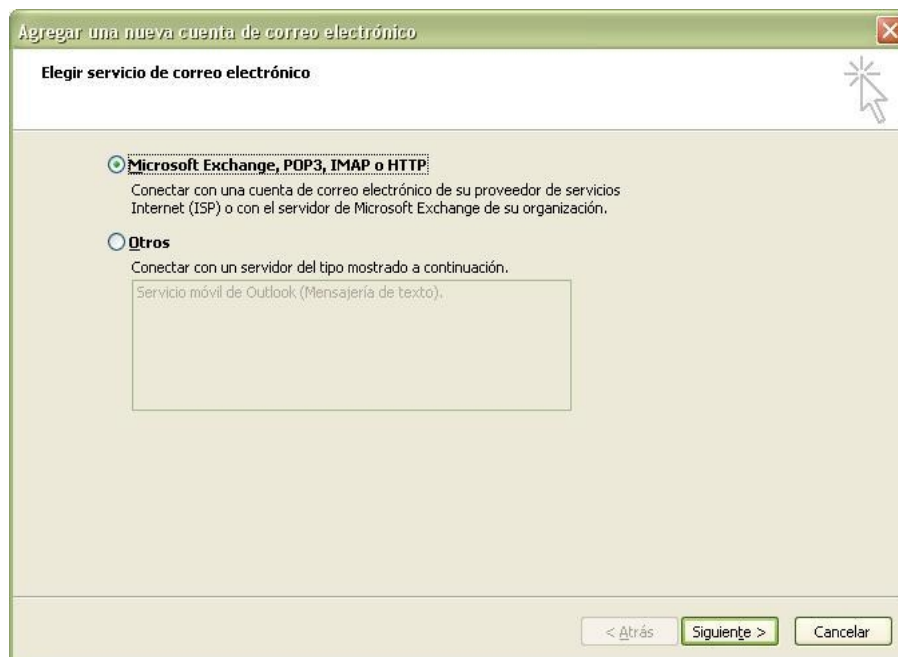 Agregar una nueva cuenta de correo electrónico
Elegir servicio de correo electrónico
Microsoft Exchange, POP3, IMAP o HTTP
Conectar con una cuenta de correo electrónico de su proveedor de servicios
Internet (ISP) o con el servidor de Microsoft Exchange de su organización.
Otros
Conectar con un servidor del tipo mostrado a continuación.
Servicio móvil de Outlook (Mensajería de texto).
< Atrás Siguiente > Cancelar